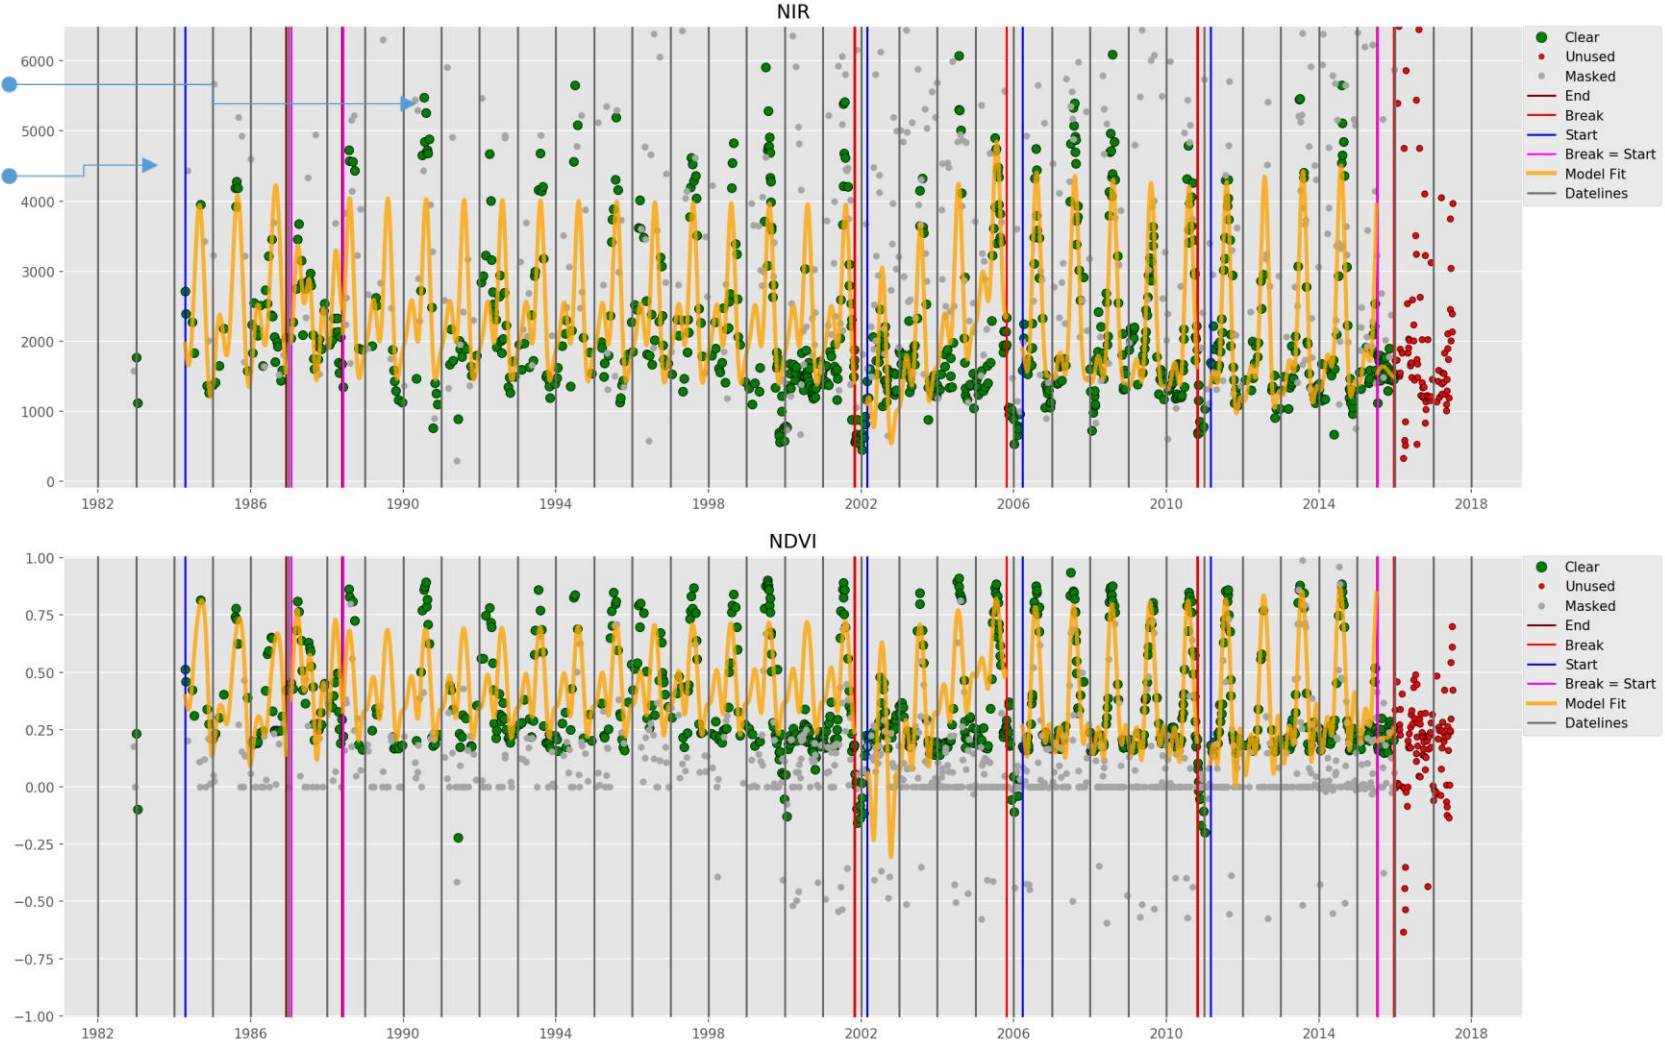 NIR
6000
5000
4000
3000
2000
1000
0
1982 1986 1990 1994 1998 2002 2006 2010 2014 2018
Clear
Unused
Masked
End
Break
Start
Break = Start
Model Fit
Datelines
NDVI
1.00
0.75
0.50
0.25
0.00
−0.25
−0.50
−0.75
−1.00
1982 1986 1990 1994 1998 2002 2006 2010 2014 2018
Clear
Unused
Masked
End
Break
Start
Break = Start
Model Fit
Datelines